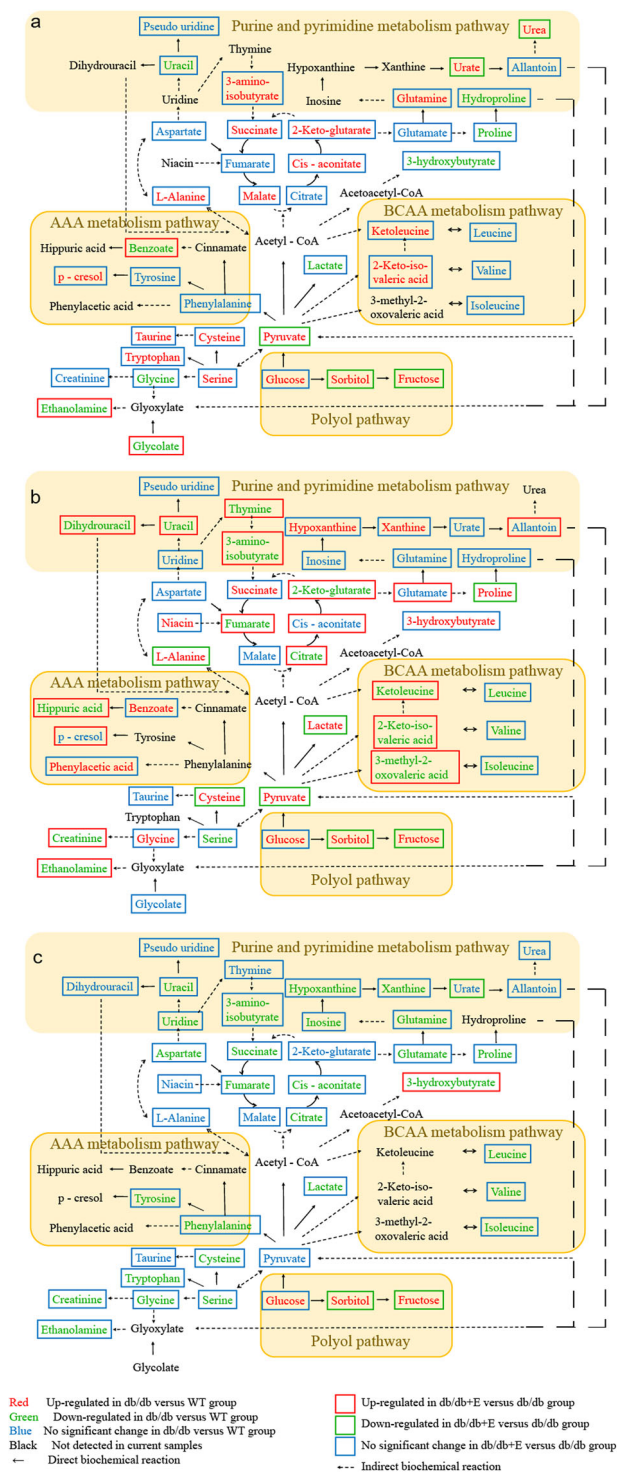 a
Purine and pyrimidine metabolism pathway
Pseudo uridine
Urea
Thymine
Dihydrouracil
Uracil
Hypoxanthine
Xanthine
Urate
Allantoin
3-amino-
isobutyrate
Uridine
Inosine
Glutamine
Hydroproline
Aspartate
Succinate
2-Keto-glutarate
Glutamate
Proline
Niacin
Fumarate
Cis - aconitate
3-hydroxybutyrate
L-Alanine
Malate
Citrate
Acetoacetyl-CoA
AAA metabolism pathway
Acetyl - CoA
BCAA metabolism pathway
Hippuric acid
Benzoate
Cinnamate
Ketoleucine
Leucine
Lactate
p - cresol
Tyrosine
2-Keto-iso-
valeric acid
Valine
Phenylacetic acid
Phenylalanine
3-methyl-2-
oxovaleric acid
Isoleucine
Taurine
Cysteine
Pyruvate
Tryptophan
Creatinine
Glycine
Serine
Glucose
Sorbitol
Fructose
Ethanolamine
Glyoxylate
Polyol pathway
Glycolate
b
Purine and pyrimidine metabolism pathway
Pseudo uridine
Urea
Thymine
Dihydrouracil
Uracil
Hypoxanthine
Xanthine
Urate
Allantoin
3-amino-
isobutyrate
Uridine
Inosine
Glutamine
Hydroproline
Aspartate
Succinate
2-Keto-glutarate
Glutamate
Proline
Niacin
Fumarate
Cis - aconitate
3-hydroxybutyrate
L-Alanine
Malate
Citrate
Acetoacetyl-CoA
AAA metabolism pathway
Acetyl - CoA
BCAA metabolism pathway
Hippuric acid
Benzoate
Cinnamate
Ketoleucine
Leucine
Lactate
p - cresol
Tyrosine
2-Keto-iso-
valeric acid
Valine
Phenylacetic acid
Phenylalanine
3-methyl-2-
oxovaleric acid
Isoleucine
Taurine
Cysteine
Pyruvate
Tryptophan
Creatinine
Glycine
Serine
Glucose
Sorbitol
Fructose
Ethanolamine
Glyoxylate
Polyol pathway
Glycolate
c
Purine and pyrimidine metabolism pathway
Pseudo uridine
Urea
Thymine
Dihydrouracil
Uracil
Hypoxanthine
Xanthine
Urate
Allantoin
3-amino-
isobutyrate
Uridine
Inosine
Glutamine
Hydroproline
Aspartate
Succinate
2-Keto-glutarate
Glutamate
Proline
Niacin
Fumarate
Cis - aconitate
3-hydroxybutyrate
L-Alanine
Malate
Citrate
Acetoacetyl-CoA
AAA metabolism pathway
Acetyl - CoA
BCAA metabolism pathway
Hippuric acid
Benzoate
Cinnamate
Ketoleucine
Leucine
Lactate
p - cresol
Tyrosine
2-Keto-iso-
valeric acid
Valine
Phenylacetic acid
Phenylalanine
3-methyl-2-
oxovaleric acid
Isoleucine
Taurine
Cysteine
Pyruvate
Tryptophan
Creatinine
Glycine
Serine
Glucose
Sorbitol
Fructose
Ethanolamine
Glyoxylate
Polyol pathway
Glycolate
Red Up-regulated in db/db versus WT group
Green Down-regulated in db/db versus WT group
Blue No significant change in db/db versus WT group
Black Not detected in current samples
← Direct biochemical reaction
Up-regulated in db/db+E versus db/db group
Down-regulated in db/db+E versus db/db group
No significant change in db/db+E versus db/db group
Indirect biochemical reaction